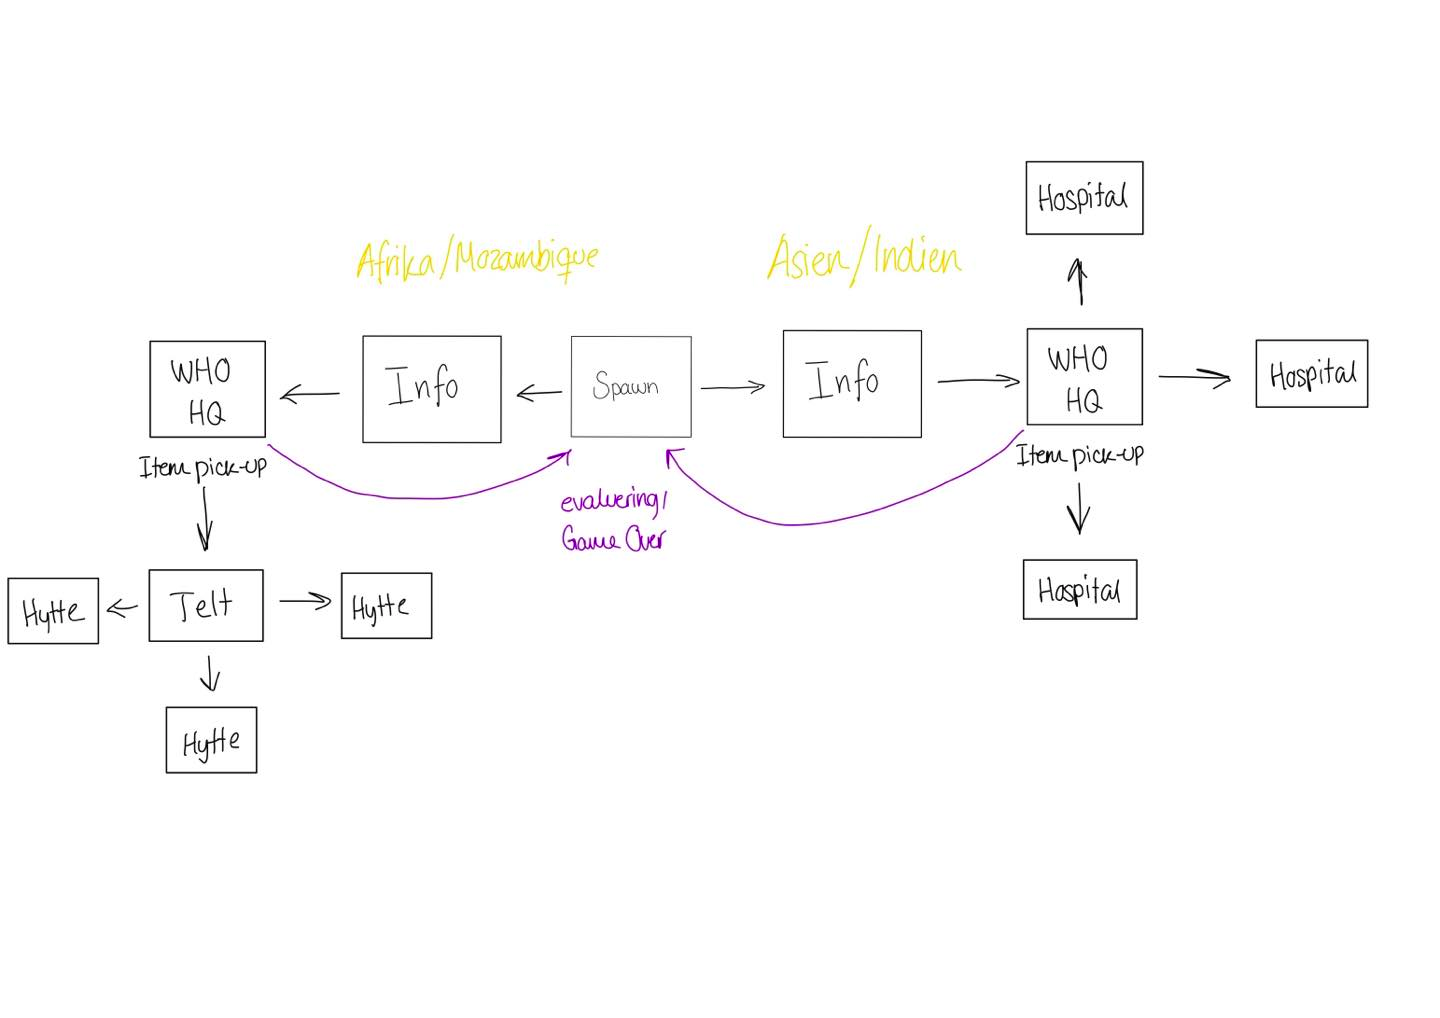 Hospital
Afrika/Mozambique
Asien/Indien
WHO
HQ
Info
Spawn
Info
WHO
HQ
Hospital
Item pick-up
Item pick-up
evaluering/
Game Over
Hytte
Telt
Hytte
Hospital
Hytte